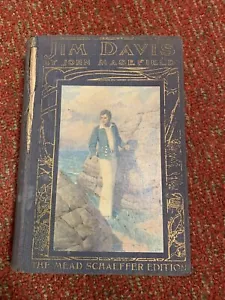 JIM DAVIS
BY JOHN MASEFIELD
THE MEAD SCHAEFFER EDITION